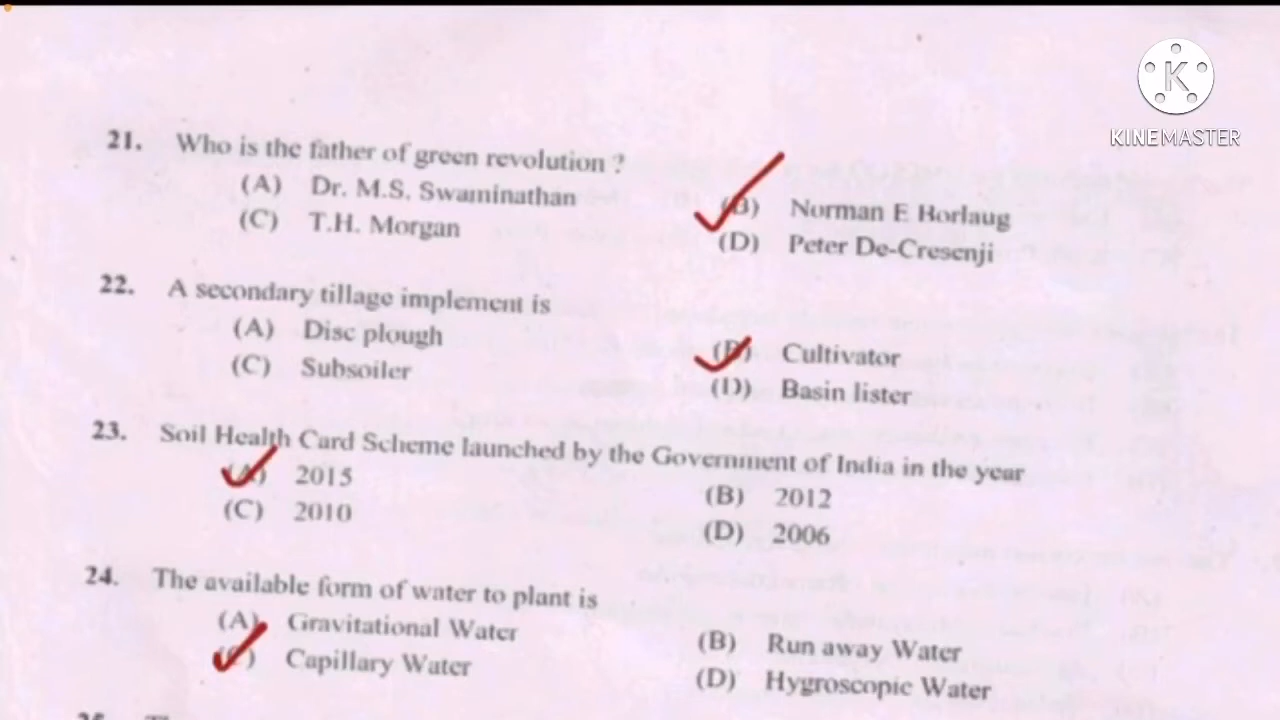 KINEMASTER
21. Who is the father of green revolution ?
(A) Dr. M.S. Swaminathan (B) Norman E Horlaug
(C) T.H. Morgan (D) Peter De-Cresenji
22. A secondary tillage implement is
(A) Disc plough (B) Cultivator
(C) Subsoiler (D) Basin lister
23. Soil Health Card Scheme launched by the Government of India in the year
(A) 2015 (B) 2012
(C) 2010 (D) 2006
24. The available form of water to plant is
(A) Gravitational Water (B) Run away Water
(C) Capillary Water (D) Hygroscopic Water